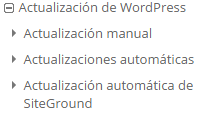 Actualización de WordPress
Actualización manual
Actualizaciones automáticas
Actualización automática de
SiteGround